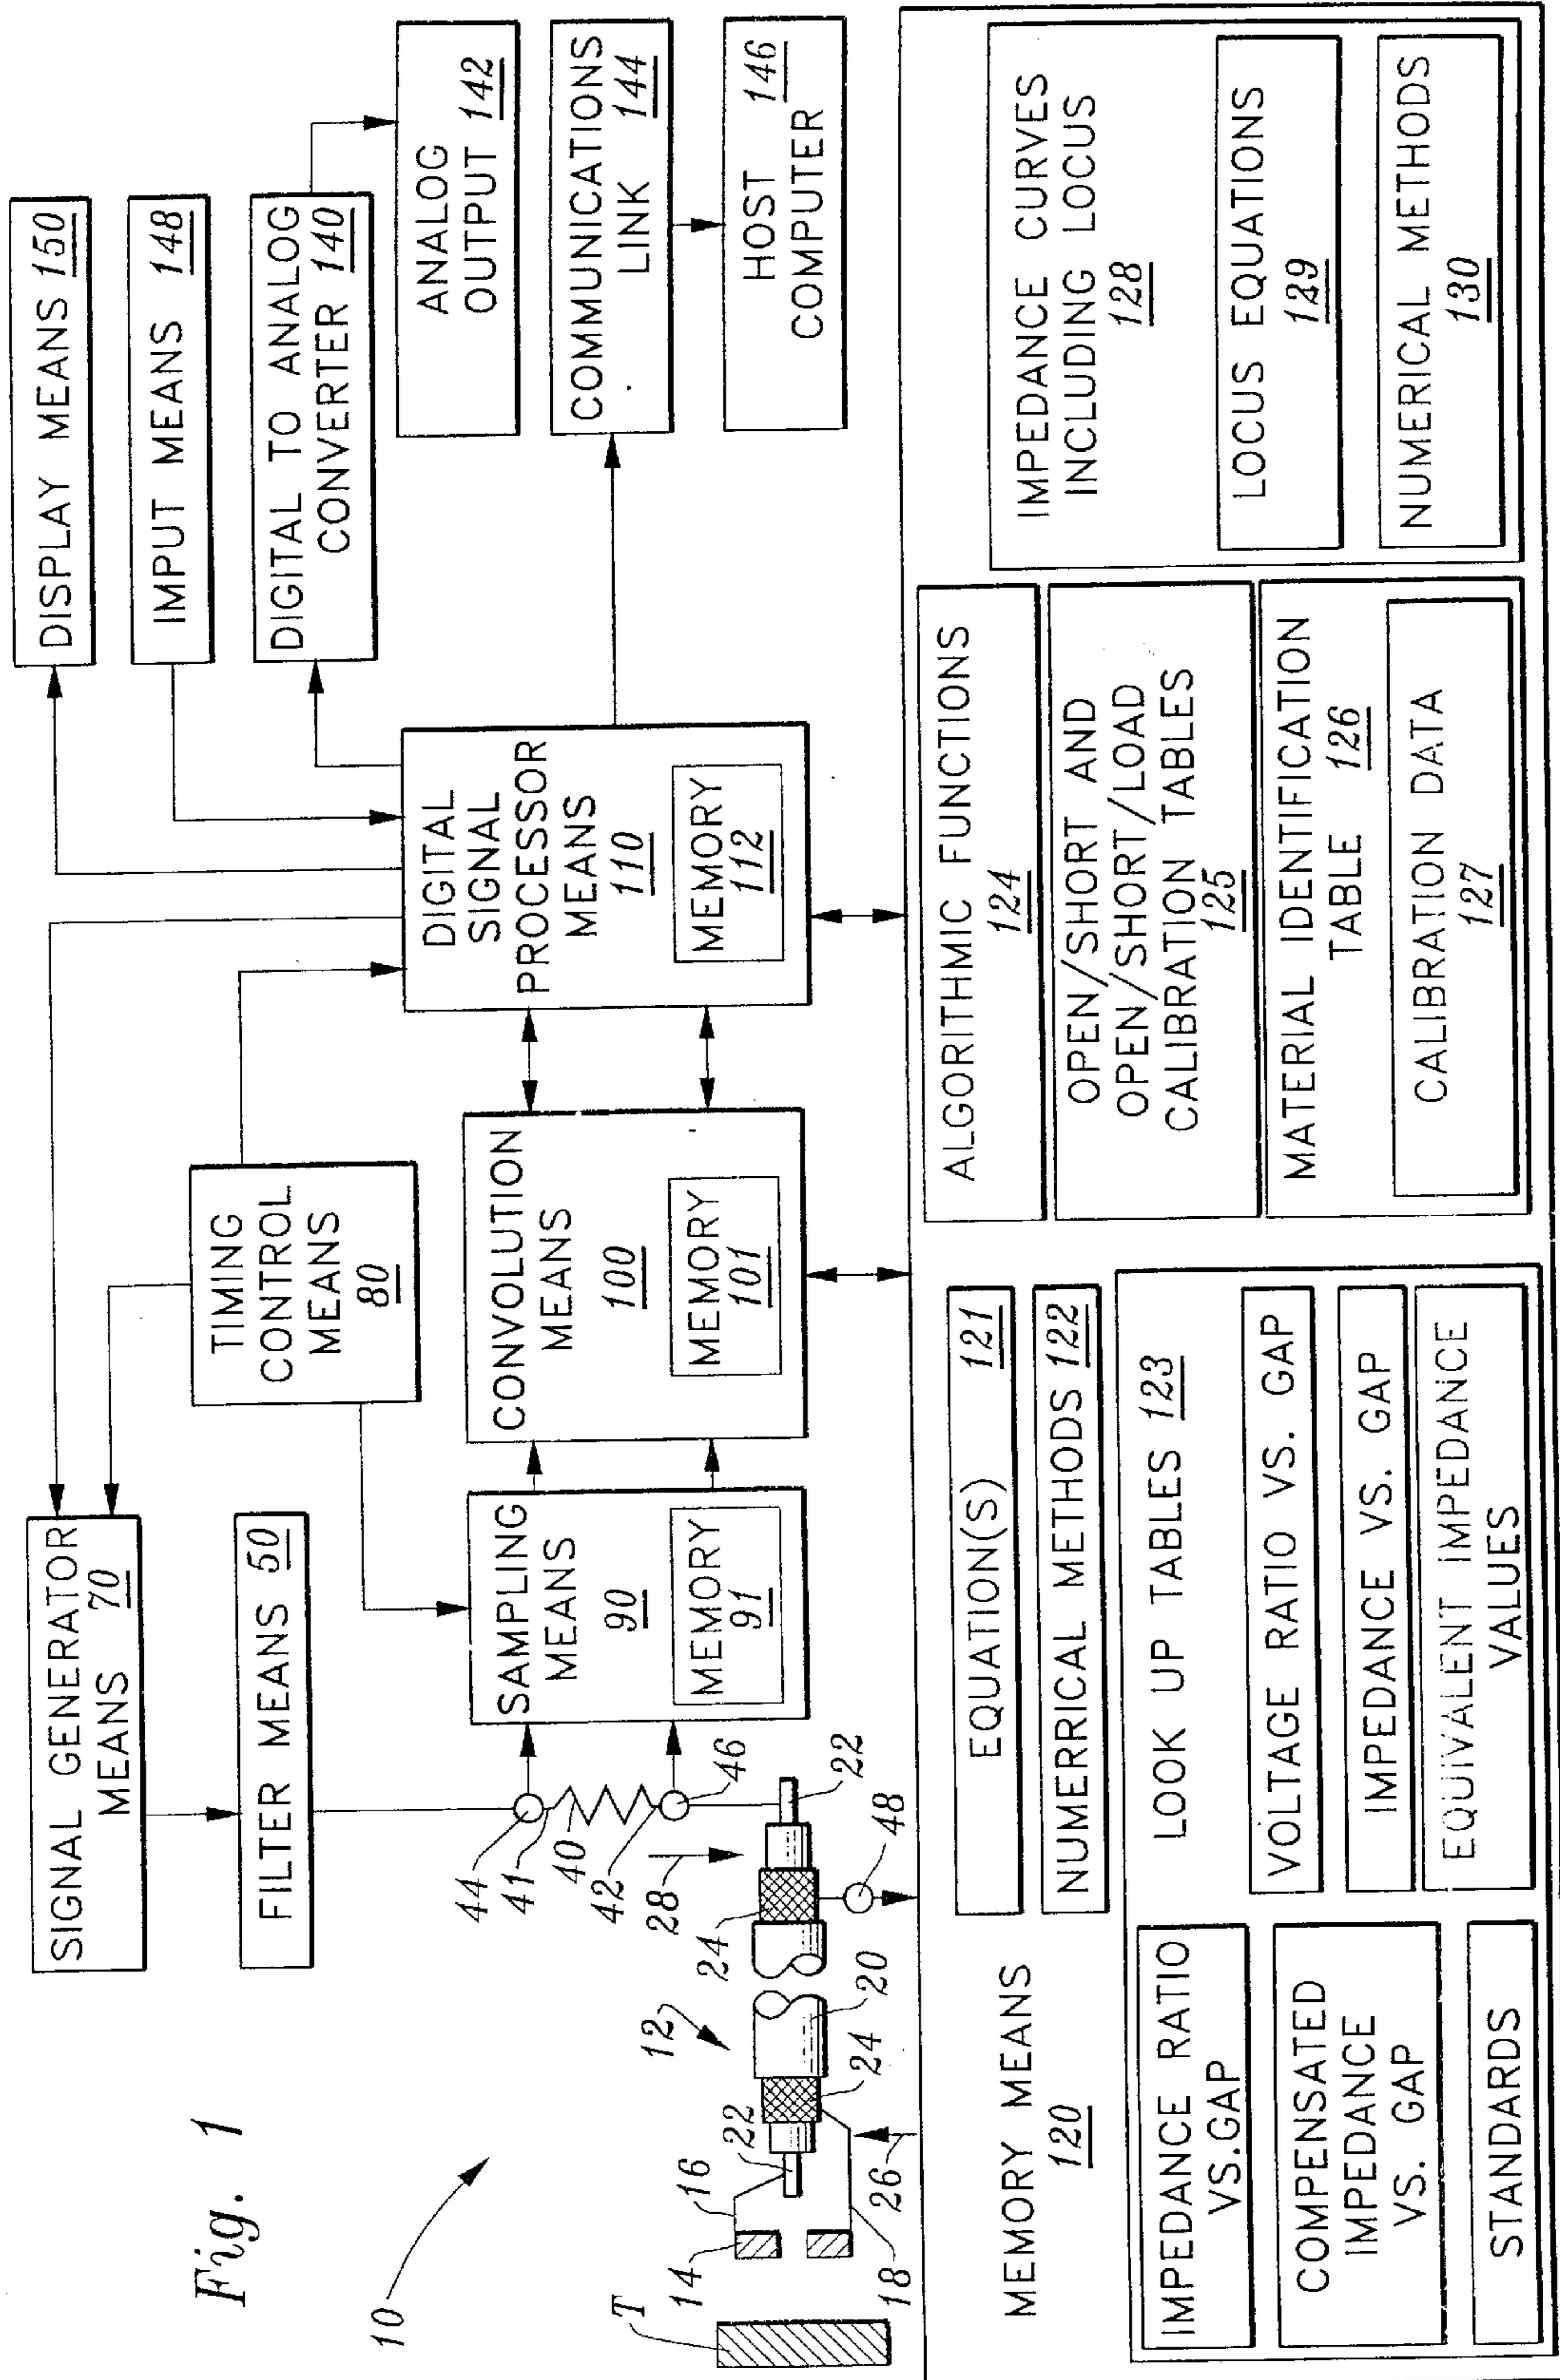 Fig. 1
10
SIGNAL GENERATOR
MEANS 70
FILTER MEANS 50
TIMING
CONTROL
MEANS
80
DISPLAY MEANS 150
IMPUT MEANS 148
DIGITAL TO ANALOG
CONVERTER 140
ANALOG
OUTPUT 142
COMMUNICATIONS
LINK 144
HOST 146
COMPUTER
SAMPLING
MEANS
90
MEMORY
91
CONVOLUTION
MEANS
100
MEMORY
101
DIGITAL
SIGNAL
PROCESSOR
MEANS
110
MEMORY
112
44
41
40
42
46
28
22
24
48
12
20
24
22
16
14
T
18
26
MEMORY MEANS
120
EQUATION(S) 121
NUMERRICAL METHODS 122
LOOK UP TABLES 123
IMPEDANCE RATIO
VS.GAP
VOLTAGE RATIO VS. GAP
COMPENSATED
IMPEDANCE
VS. GAP
IMPEDANCE VS. GAP
STANDARDS
EQUIVALENT IMPEDANCE
VALUES
ALGORITHMIC FUNCTIONS
124
OPEN/SHORT AND
OPEN/SHORT/LOAD
CALIBRATION TABLES
125
MATERIAL IDENTIFICATION
TABLE 126
CALIBRATION DATA
127
IMPEDANCE CURVES
INCLUDING LOCUS
128
LOCUS EQUATIONS
129
NUMERICAL METHODS
130